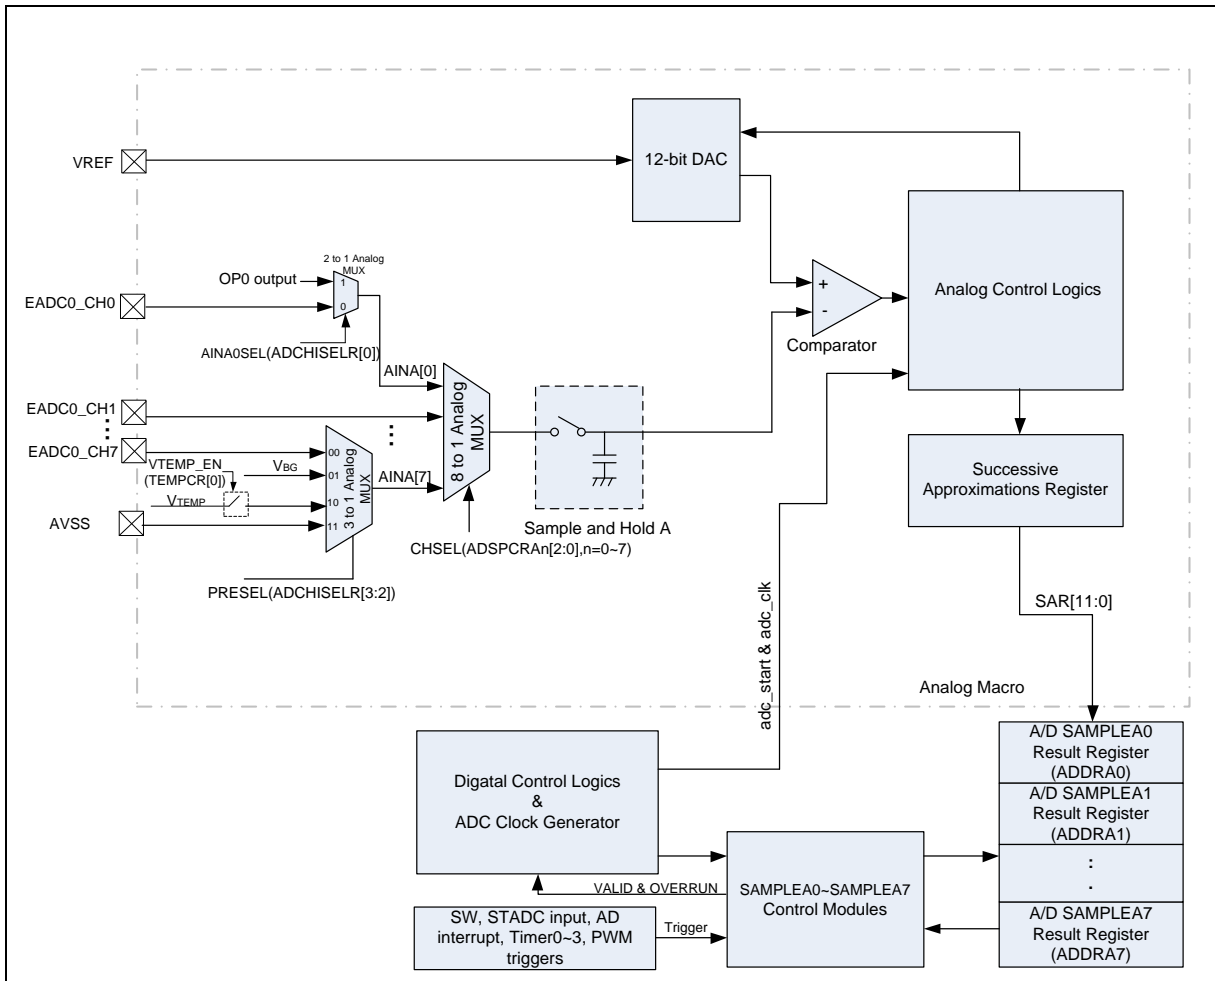 VREF
12-bit DAC
2 to 1 Analog
MUX
OP0 output
1
0
EADC0_CH0
AINA0SEL(ADCHISELR[0])
AINA[0]
+
-
Comparator
Analog Control Logics
EADC0_CH1
EADC0_CH7
VTEMP_EN
(TEMPCR[0])
VBG
VTEMP
AVSS
00
01
10
11
3 to 1 Analog
MUX
AINA[7]
8 to 1 Analog
MUX
Sample and Hold A
CHSEL(ADSPCRAn[2:0],n=0~7)
PRESEL(ADCHISELR[3:2])
Successive
Approximations Register
adc_start & adc_clk
SAR[11:0]
Analog Macro
Digatal Control Logics
&
ADC Clock Generator
VALID & OVERRUN
SW, STADC input, AD
interrupt, Timer0~3, PWM
triggers
Trigger
SAMPLEA0~SAMPLEA7
Control Modules
A/D SAMPLEA0
Result Register
(ADDRA0)
A/D SAMPLEA1
Result Register
(ADDRA1)
:
.
A/D SAMPLEA7
Result Register
(ADDRA7)